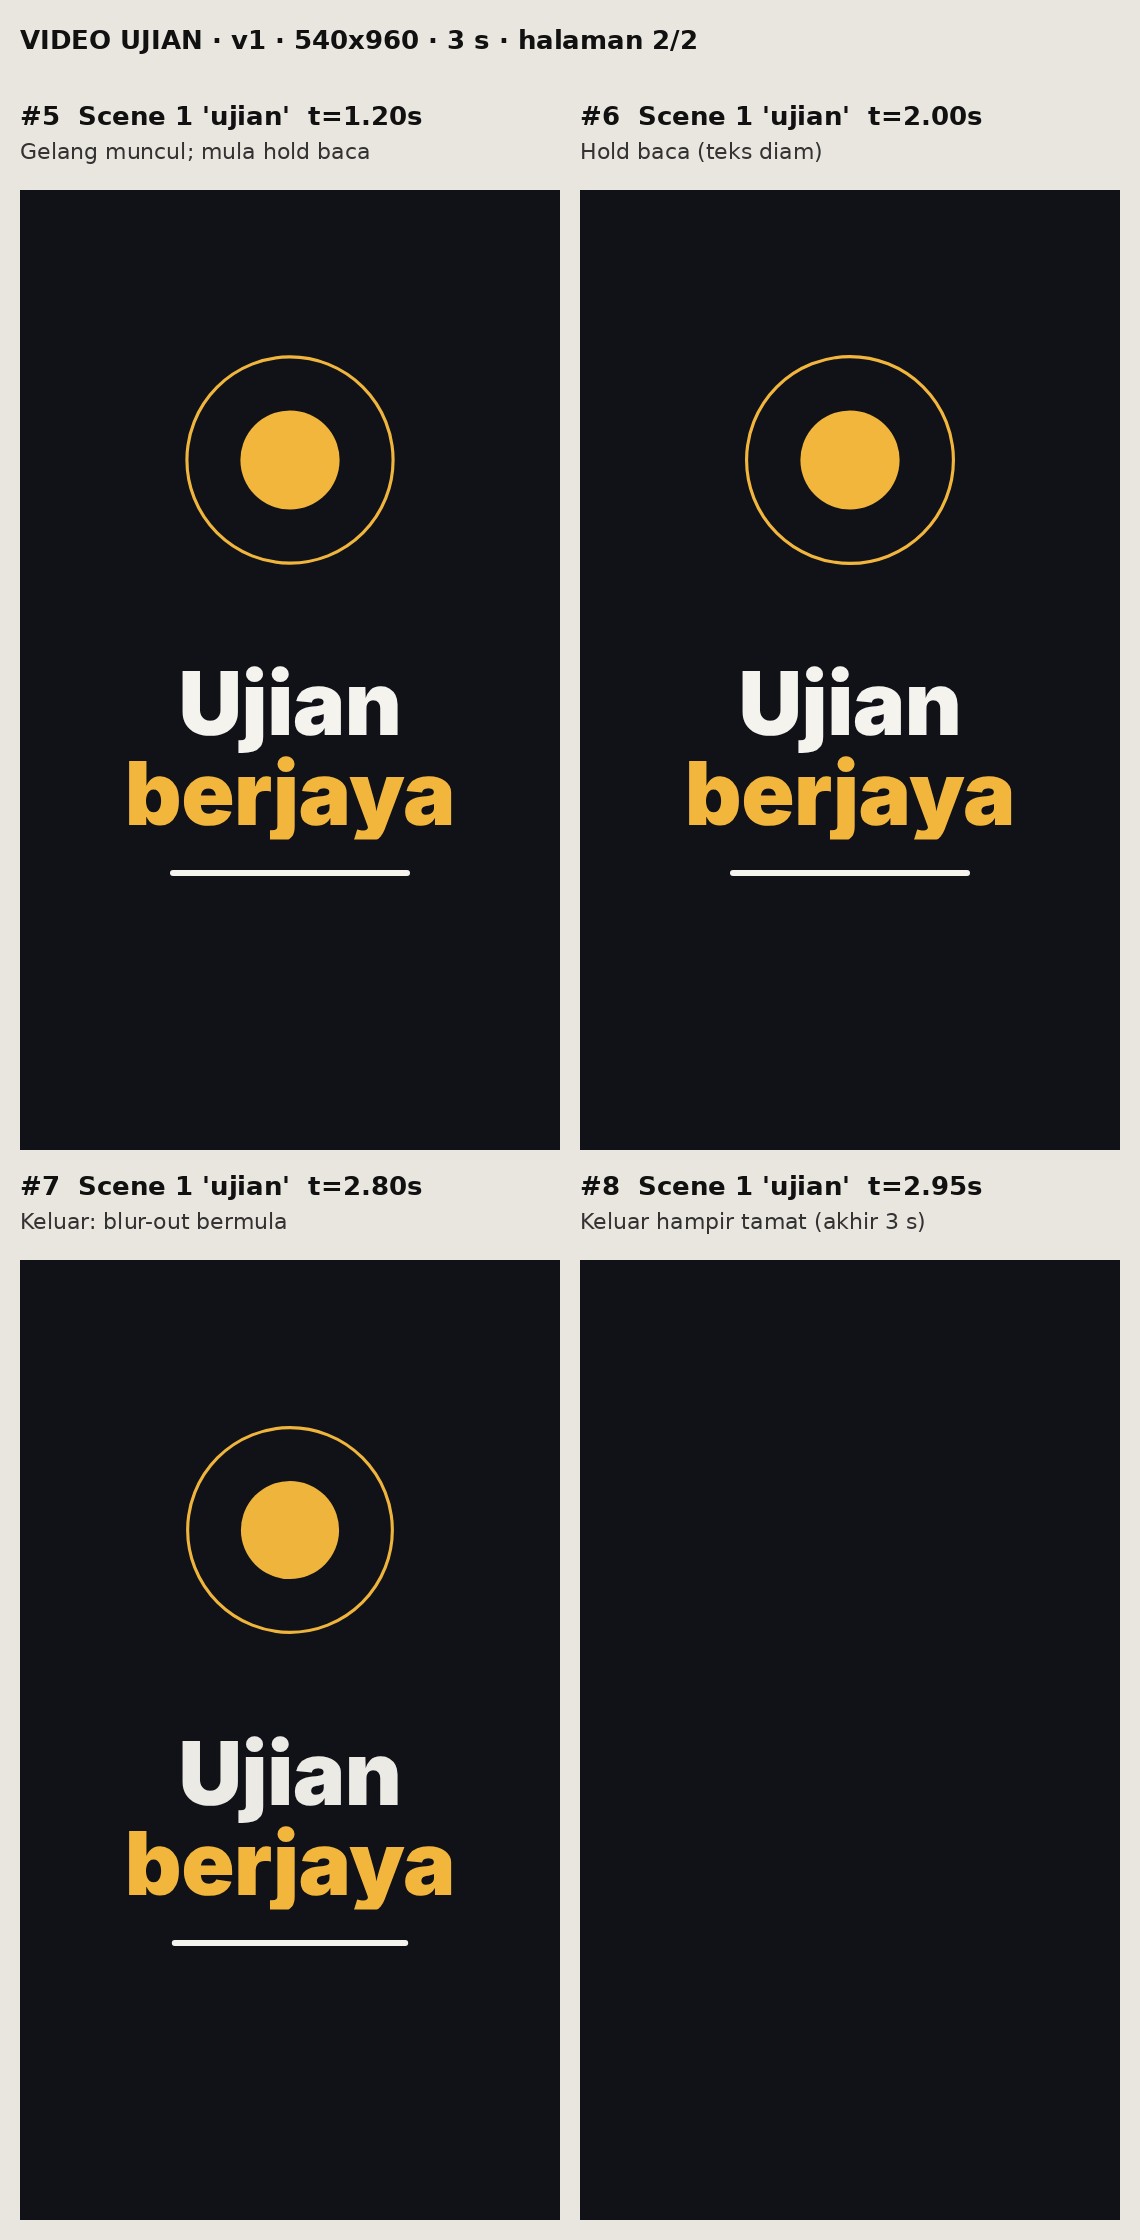 VIDEO UJIAN · v1 · 540x960 · 3 s · halaman 2/2
#5 Scene 1 'ujian' t=1.20s
Gelang muncul; mula hold baca
Ujian
berjaya
#6 Scene 1 'ujian' t=2.00s
Hold baca (teks diam)
Ujian
berjaya
#7 Scene 1 'ujian' t=2.80s
Keluar: blur-out bermula
Ujian
berjaya
#8 Scene 1 'ujian' t=2.95s
Keluar hampir tamat (akhir 3 s)